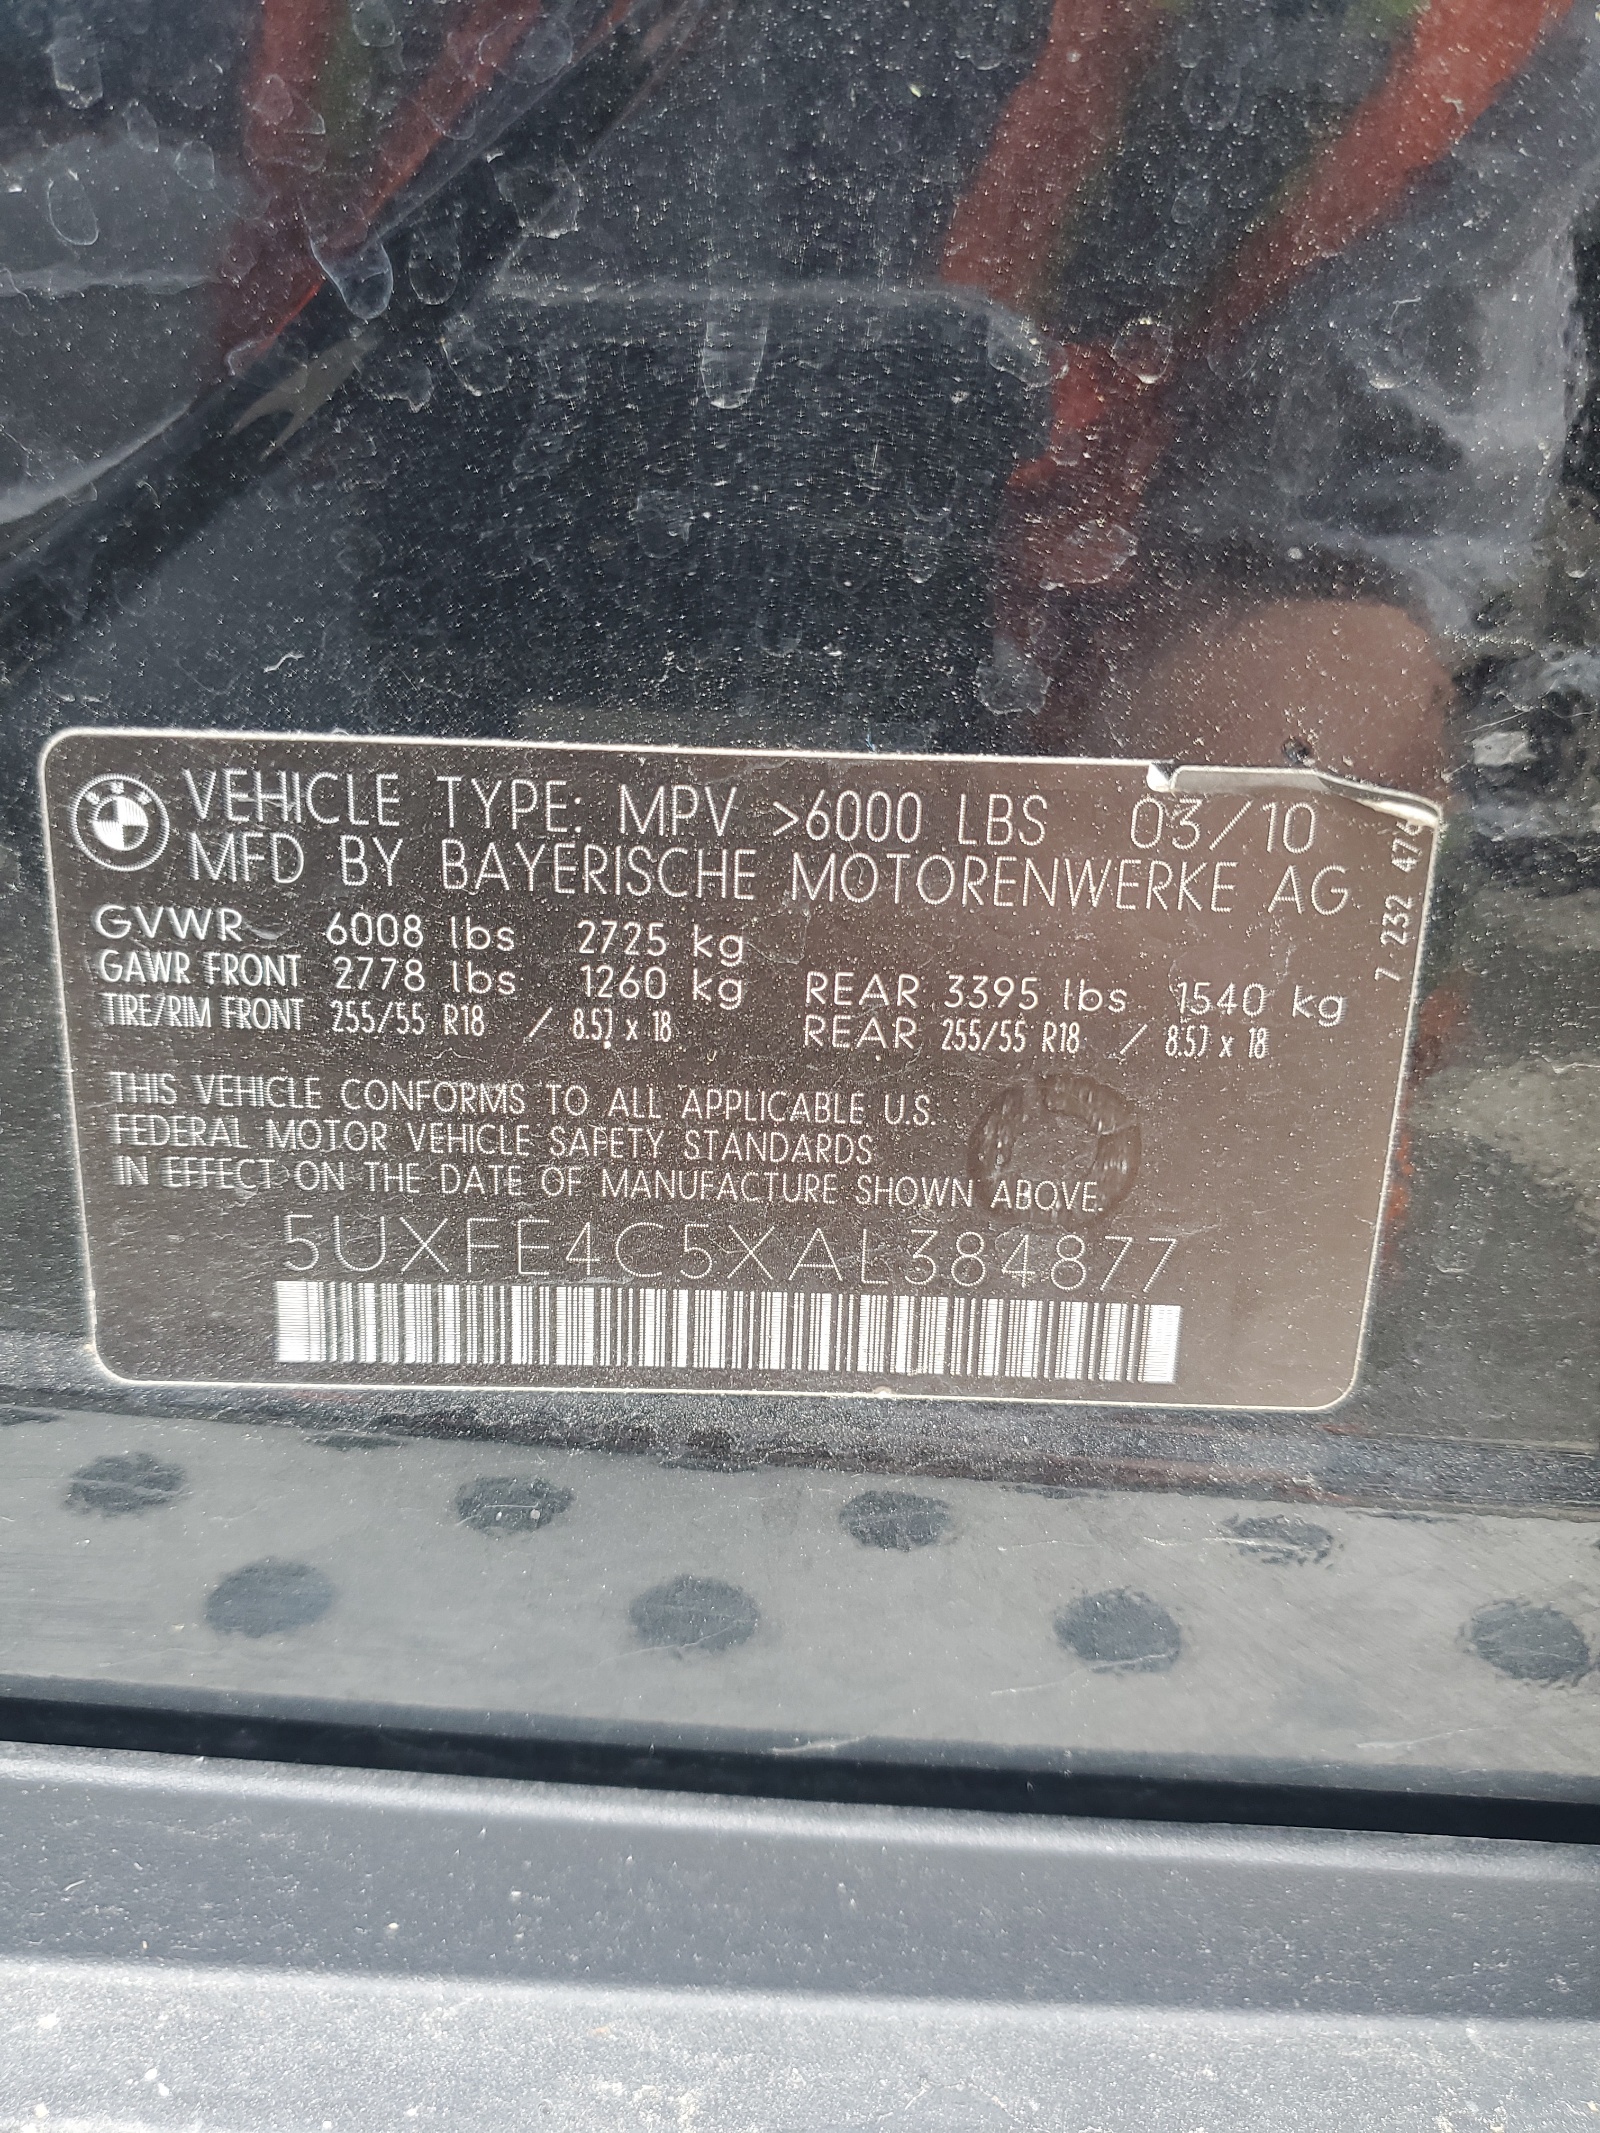 VEHICLE TYPE: MPV >6000 LBS 03/10
MFD BY BAYERISCHE MOTORENWERKE AG
GVWR 6008 lbs 2725 kg
GAWR FRONT 2778 lbs 1260 kg REAR 3395 lbs 1540 kg
TIRE/RIM FRONT 255/55 R18 / 8.5J x 18 REAR 255/55 R18 / 8.5J x 18
7 232 476
THIS VEHICLE CONFORMS TO ALL APPLICABLE U.S.
FEDERAL MOTOR VEHICLE SAFETY STANDARDS
IN EFFECT ON THE DATE OF MANUFACTURE SHOWN ABOVE.
5UXFE4C5XAL384877